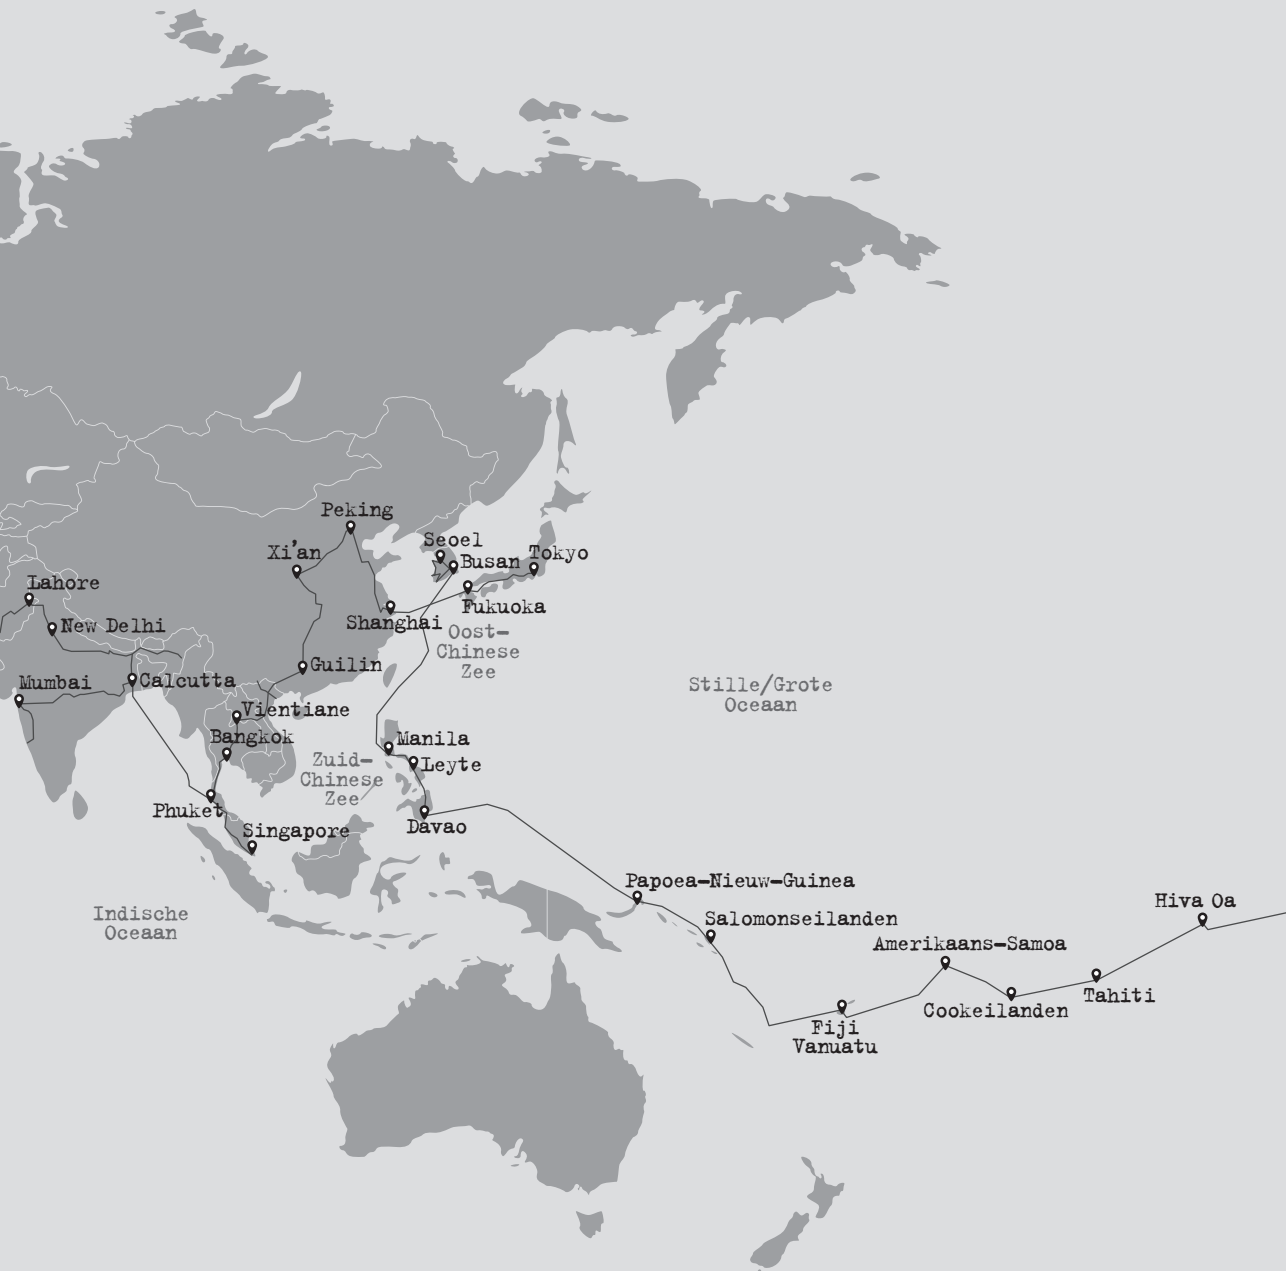 Peking
Xi'an
Seoel
Busan
Tokyo
Lahore
Fukuoka
Shanghai
New Delhi
Oost-
Chinese
Zee
Guilin
Mumbai
Calcutta
Stille/Grote
Oceaan
Vientiane
Bangkok
Manila
Zuid-
Chinese
Zee
Leyte
Phuket
Davao
Singapore
Papoea-Nieuw-Guinea
Hiva Oa
Indische
Oceaan
Salomonseilanden
Amerikaans-Samoa
Tahiti
Cookeilanden
Fiji
Vanuatu